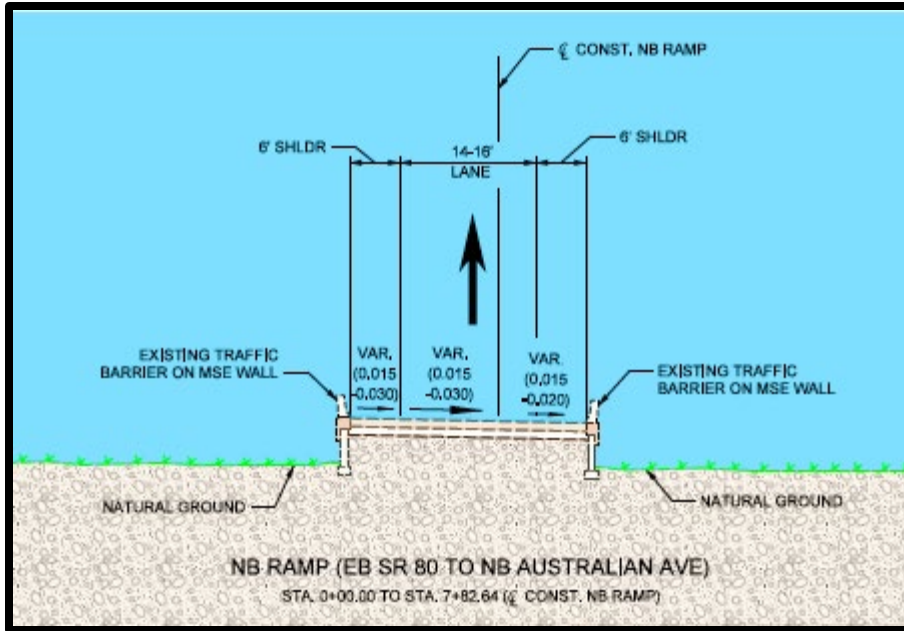 ℄ CONST. NB RAMP
6' SHLDR
14-16'
LANE
6' SHLDR
EXISTING TRAFFIC
BARRIER ON MSE WALL
VAR.
(0.015
-0.030)
VAR.
(0.015
-0.030)
VAR.
(0.015
-0.020)
EXISTING TRAFFIC
BARRIER ON MSE WALL
NATURAL GROUND
NATURAL GROUND
NB RAMP (EB SR 80 TO NB AUSTRALIAN AVE)
STA. 0+00.00 TO STA. 7+82.64 (℄ CONST. NB RAMP)